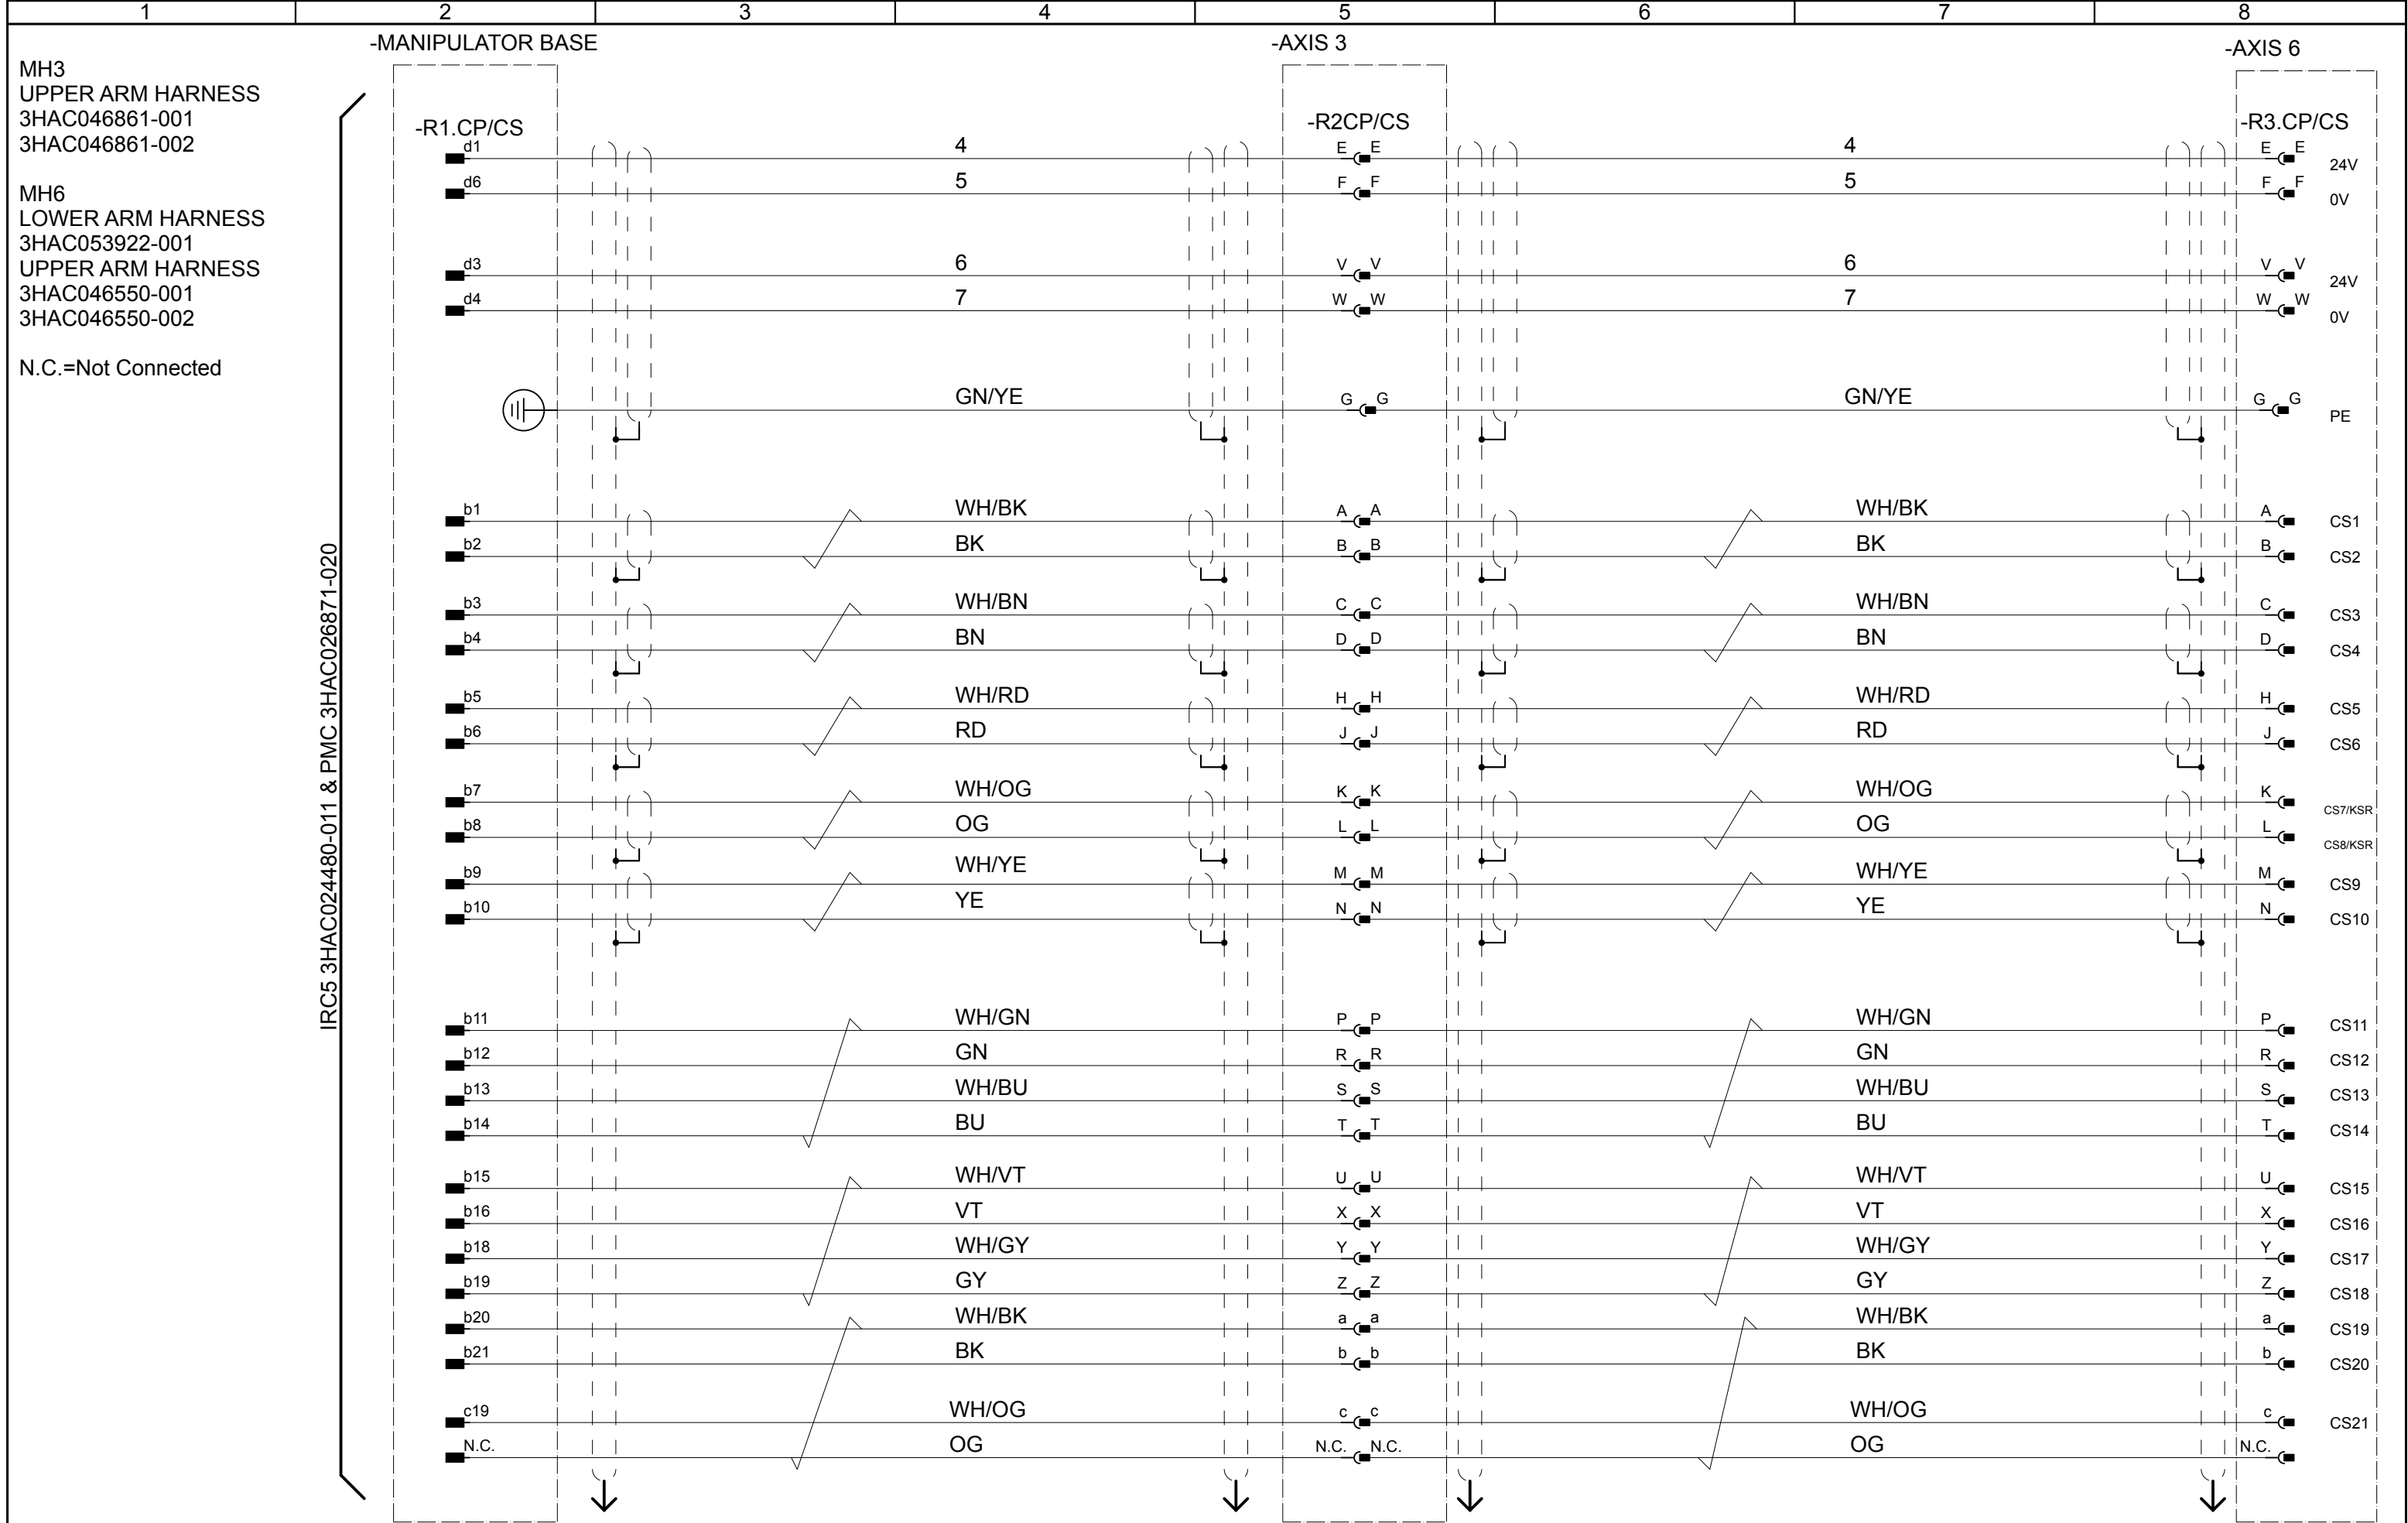 1 2 3 4 5 6 7 8
-MANIPULATOR BASE -AXIS 3 -AXIS 6
MH3
UPPER ARM HARNESS
3HAC046861-001
3HAC046861-002
MH6
LOWER ARM HARNESS
3HAC053922-001
UPPER ARM HARNESS
3HAC046550-001
3HAC046550-002
N.C.=Not Connected
IRC5 3HAC024480-011 & PMC 3HAC026871-020
-R1.CP/CS -R2CP/CS -R3.CP/CS
d1 4 E E 4 E E 24V
d6 5 F F 5 F F 0V
d3 6 V V 6 V V 24V
d4 7 W W 7 W W 0V
GN/YE G G GN/YE G G PE
b1 WH/BK A A WH/BK A CS1
b2 BK B B BK B CS2
b3 WH/BN C C WH/BN C CS3
b4 BN D D BN D CS4
b5 WH/RD H H WH/RD H CS5
b6 RD J J RD J CS6
b7 WH/OG K K WH/OG K CS7/KSR
b8 OG L L OG L CS8/KSR
b9 WH/YE M M WH/YE M CS9
b10 YE N N YE N CS10
b11 WH/GN P P WH/GN P CS11
b12 GN R R GN R CS12
b13 WH/BU S S WH/BU S CS13
b14 BU T T BU T CS14
b15 WH/VT U U WH/VT U CS15
b16 VT X X VT X CS16
b18 WH/GY Y Y WH/GY Y CS17
b19 GY Z Z GY Z CS18
b20 WH/BK a a WH/BK a CS19
b21 BK b b BK b CS20
c19 WH/OG c c WH/OG c CS21
N.C. OG N.C. N.C. OG N.C.